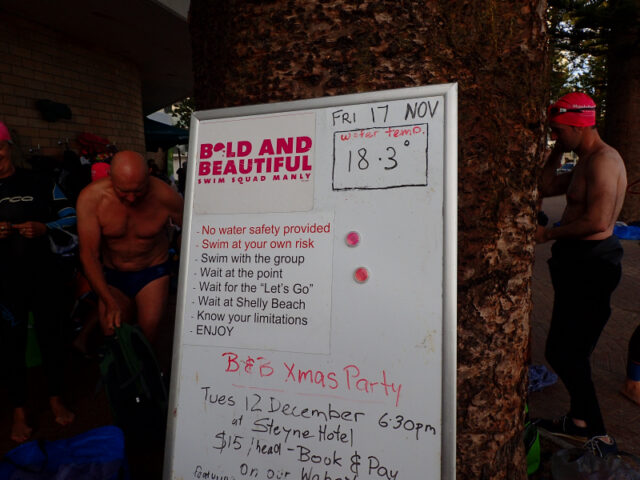 FRI 17 NOV
water temp.
18.3°
BOLD AND
BEAUTIFUL
SWIM SQUAD MANLY
- No water safety provided
- Swim at your own risk
- Swim with the group
- Wait at the point
- Wait for the "Let's Go"
- Wait at Shelly Beach
- Know your limitations
- ENJOY
B&B Xmas Party
Tues 12 December 6:30pm
at Steyne Hotel
$15/head - Book & Pay
on our